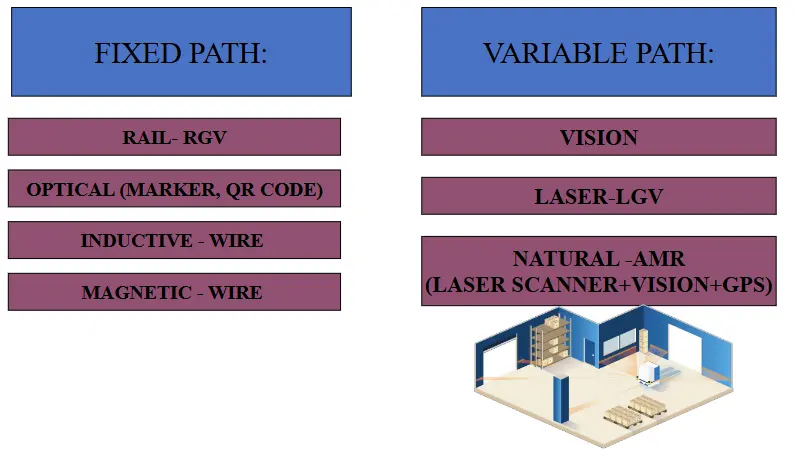 FIXED PATH:
RAIL- RGV
OPTICAL (MARKER, QR CODE)
INDUCTIVE - WIRE
MAGNETIC - WIRE
VARIABLE PATH:
VISION
LASER-LGV
NATURAL -AMR
(LASER SCANNER+VISION+GPS)